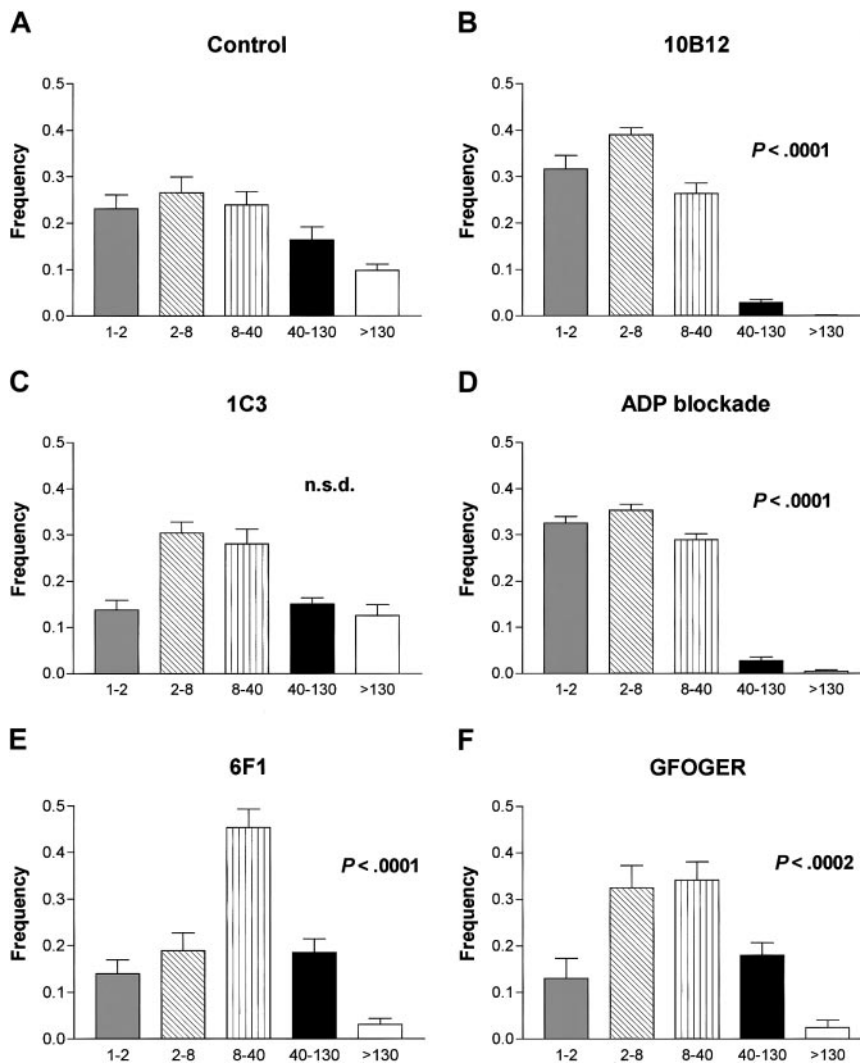 A
Control
Frequency
0.5
0.4
0.3
0.2
0.1
0.0
1-2 2-8 8-40 40-130 >130
B
10B12
Frequency
0.5
0.4
0.3
0.2
0.1
0.0
P < .0001
1-2 2-8 8-40 40-130 >130
C
1C3
Frequency
0.5
0.4
0.3
0.2
0.1
0.0
n.s.d.
1-2 2-8 8-40 40-130 >130
D
ADP blockade
Frequency
0.5
0.4
0.3
0.2
0.1
0.0
P < .0001
1-2 2-8 8-40 40-130 >130
E
6F1
Frequency
0.5
0.4
0.3
0.2
0.1
0.0
P < .0001
1-2 2-8 8-40 40-130 >130
F
GFOGER
Frequency
0.5
0.4
0.3
0.2
0.1
0.0
P < .0002
1-2 2-8 8-40 40-130 >130